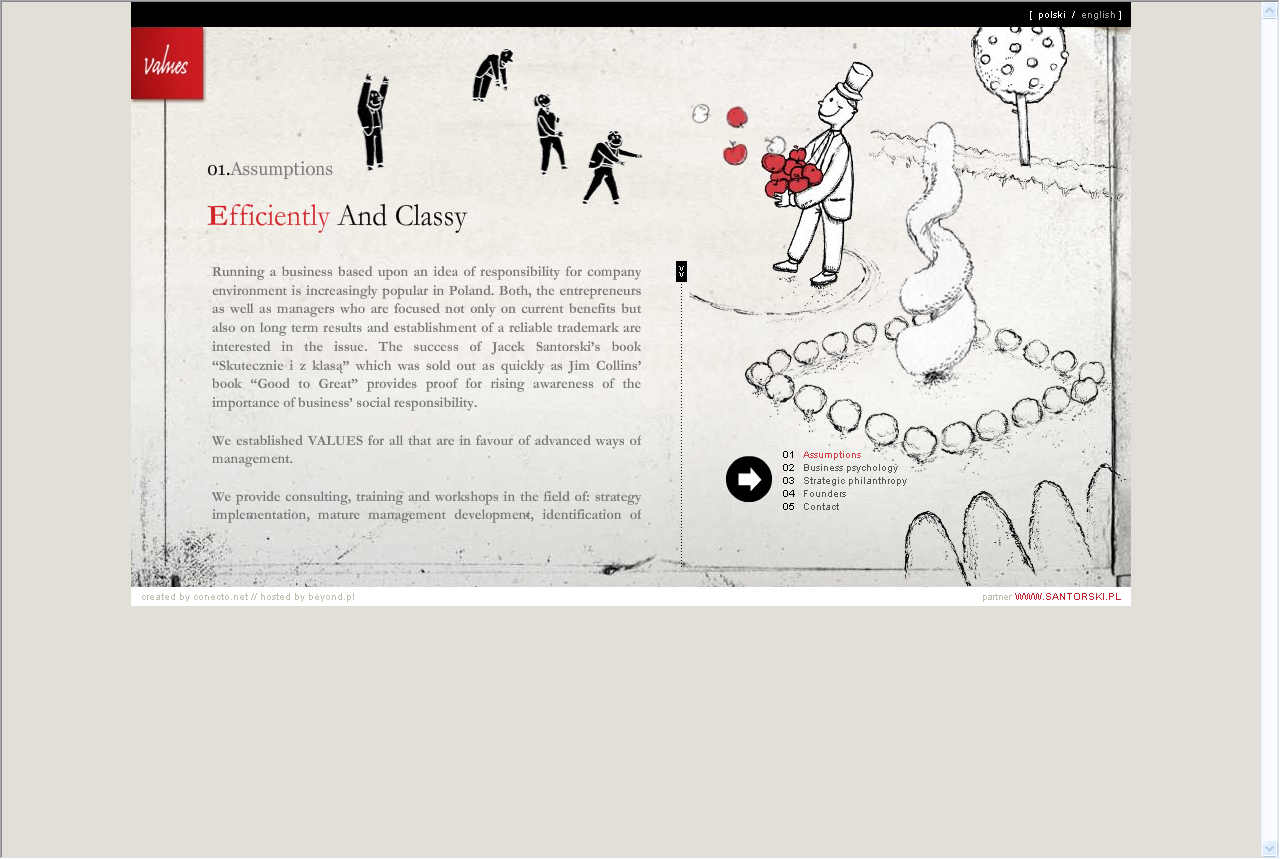 [ polski / english ]
Values
01.Assumptions
Efficiently And Classy
Running a business based upon an idea of responsibility for company
environment is increasingly popular in Poland. Both, the entrepreneurs
as well as managers who are focused not only on current benefits but
also on long term results and establishment of a reliable trademark are
interested in the issue. The success of Jacek Santorski’s book
“Skutecznie i z klasą” which was sold out as quickly as Jim Collins’
book “Good to Great” provides proof for rising awareness of the
importance of business’ social responsibility.
We established VALUES for all that are in favour of advanced ways of
management.
We provide consulting, training and workshops in the field of: strategy
implementation, mature management development, identification of
01 Assumptions
02 Business psychology
03 Strategic philanthropy
04 Founders
05 Contact
created by conecto.net // hosted by beyond.pl
partner WWW.SANTORSKI.PL